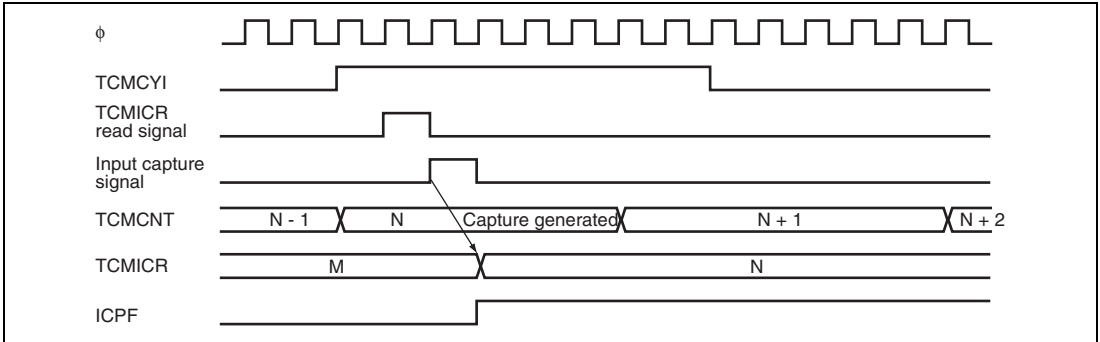 φ
TCMCYI
TCMICR
read signal
Input capture
signal
TCMCNT N - 1 N Capture generated N + 1 N + 2
TCMICR M N
ICPF